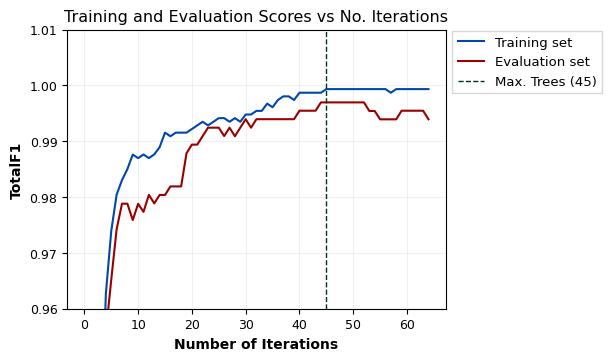 Training and Evaluation Scores vs No. Iterations
1.01
1.00
0.99
0.98
0.97
0.96
TotalF1
0 10 20 30 40 50 60
Number of Iterations
Training set
Evaluation set
Max. Trees (45)